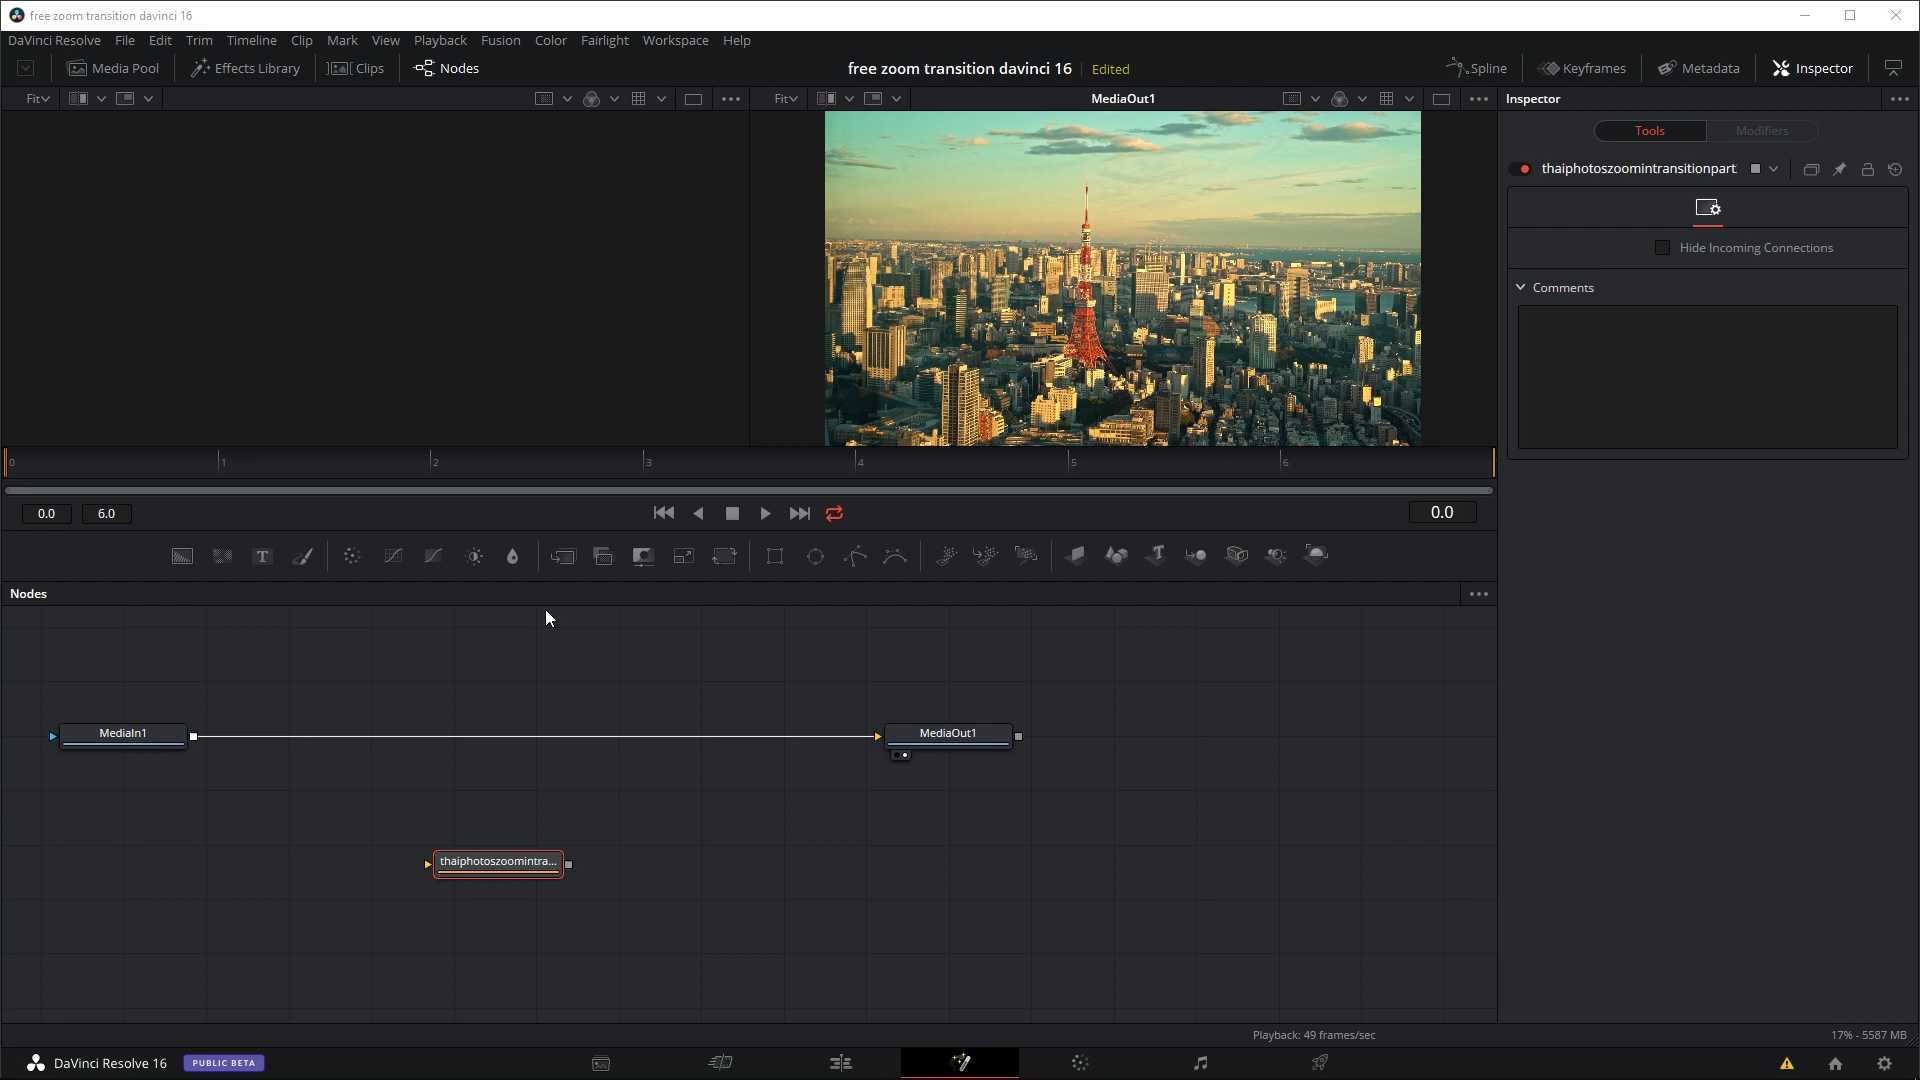 free zoom transition davinci 16
DaVinci Resolve File Edit Trim Timeline Clip Mark View Playback Fusion Color Fairlight Workspace Help
Media Pool Effects Library Clips Nodes free zoom transition davinci 16 Edited Spline Keyframes Metadata Inspector
Fit Fit MediaOut1 Inspector
Tools Modifiers
thaiphotoszoomintransitionpart
Hide Incoming Connections
Comments
0 1 2 3 4 5 6
0.0 6.0 0.0
Nodes
MediaIn1 MediaOut1
thaiphotoszoomintra...
Playback: 49 frames/sec 17% - 5587 MB
DaVinci Resolve 16 PUBLIC BETA